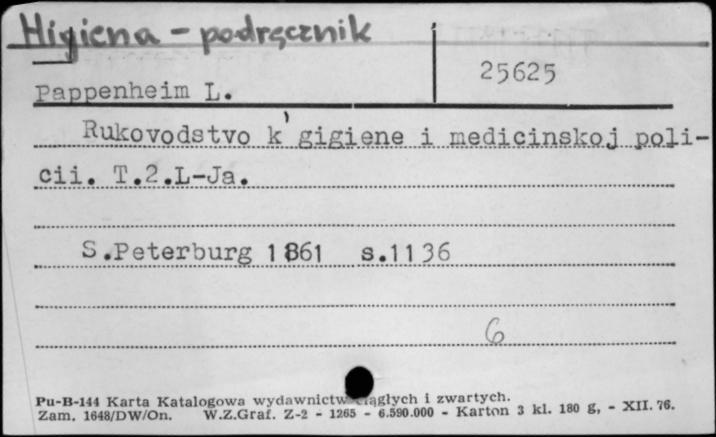 Higiena - podręcznik
25625
Pappenheim L.
Rukovodstvo k' gigiene i medicinskoj poli-
cii. T.2.L-Ja.
S.Peterburg 1861 s.1136
6
Pu-B-144 Karta Katalogowa wydawnictw ciągłych i zwartych.
Zam. 1648/DW/On. W.Z.Graf. Z-2 - 1265 - 6.590.000 - Karton 3 kl. 180 g, - XII. 76.